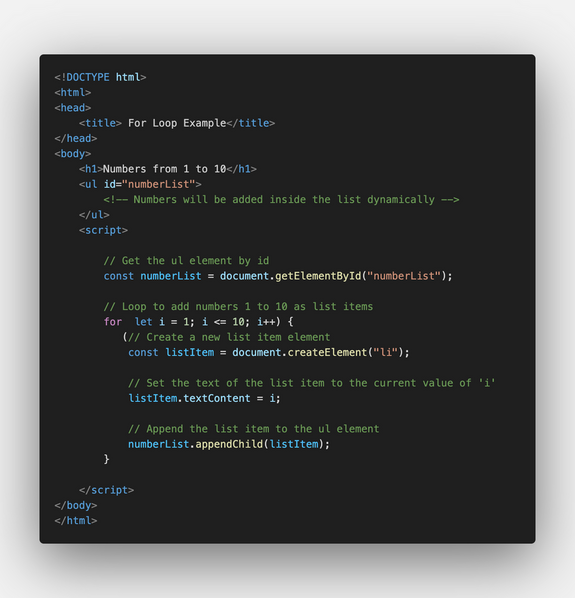 <!DOCTYPE html>
<html>
<head>
    <title> For Loop Example</title>
</head>
<body>
    <h1>Numbers from 1 to 10</h1>
    <ul id="numberList">
        <!-- Numbers will be added inside the list dynamically -->
    </ul>
    <script>

        // Get the ul element by id
        const numberList = document.getElementById("numberList");

        // Loop to add numbers 1 to 10 as list items
        for  let i = 1; i <= 10; i++) {
           (// Create a new list item element
            const listItem = document.createElement("li");

            // Set the text of the list item to the current value of 'i'
            listItem.textContent = i;

            // Append the list item to the ul element
            numberList.appendChild(listItem);
        }

    </script>
</body>
</html>